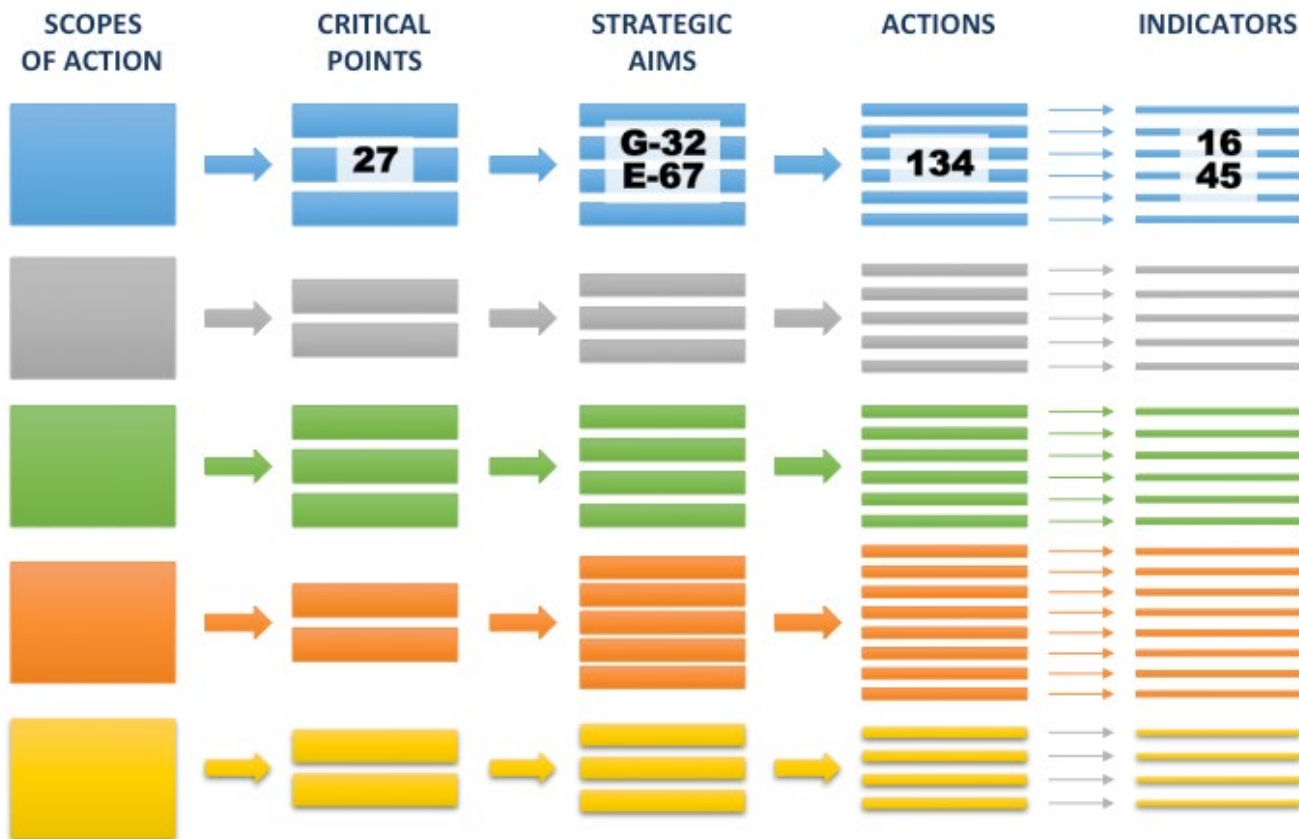 SCOPES
OF ACTION
CRITICAL
POINTS
STRATEGIC
AIMS
ACTIONS
INDICATORS
27
G-32
E-67
134
16
45